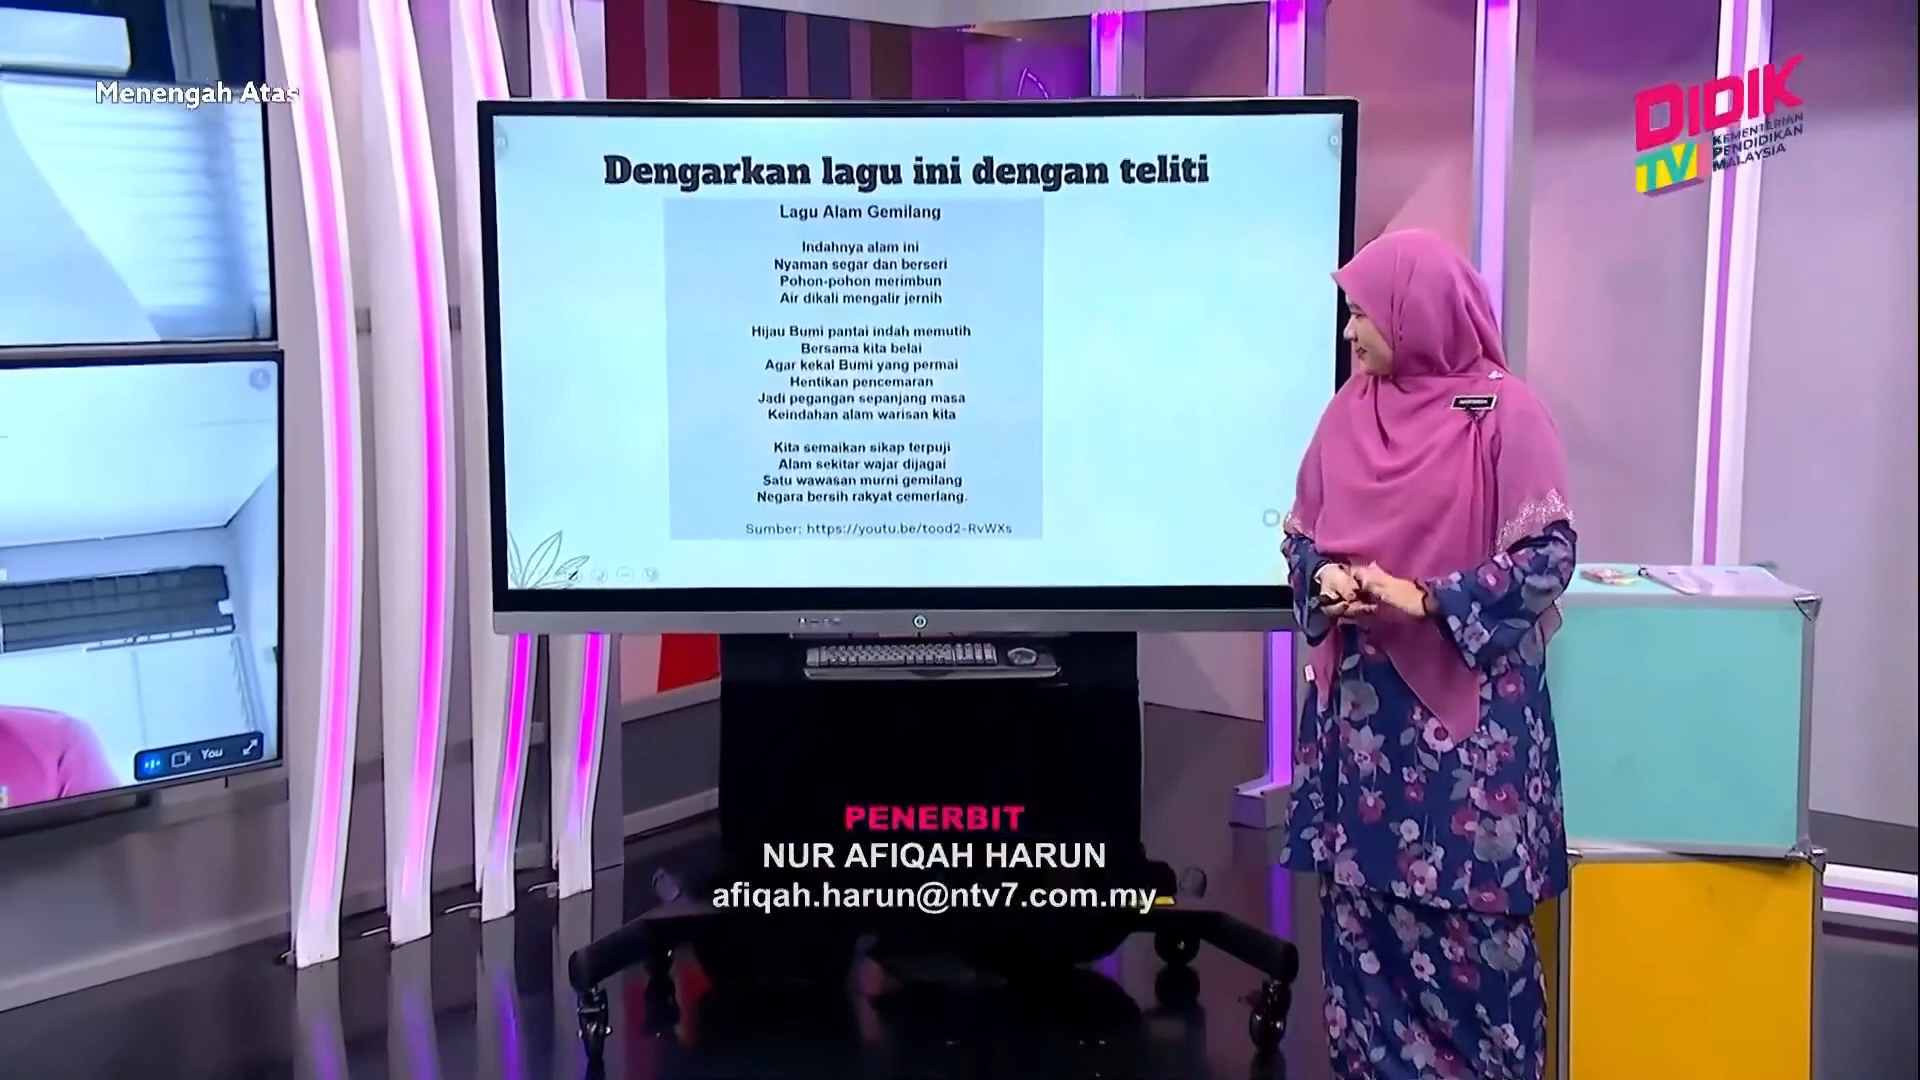 Menengah Atas
DIDIK
TV
KEMENTERIAN
PENDIDIKAN
MALAYSIA
Dengarkan lagu ini dengan teliti
Lagu Alam Gemilang
Indahnya alam ini
Nyaman segar dan berseri
Pohon-pohon merimbun
Air dikali mengalir jernih
Hijau Bumi pantai indah memutih
Bersama kita belai
Agar kekal Bumi yang permai
Hentikan pencemaran
Jadi pegangan sepanjang masa
Keindahan alam warisan kita
Kita semaikan sikap terpuji
Alam sekitar wajar dijagai
Satu wawasan murni gemilang
Negara bersih rakyat cemerlang.
Sumber: https://youtu.be/tood2-RvWXs
You
PENERBIT
NUR AFIQAH HARUN
afiqah.harun@ntv7.com.my